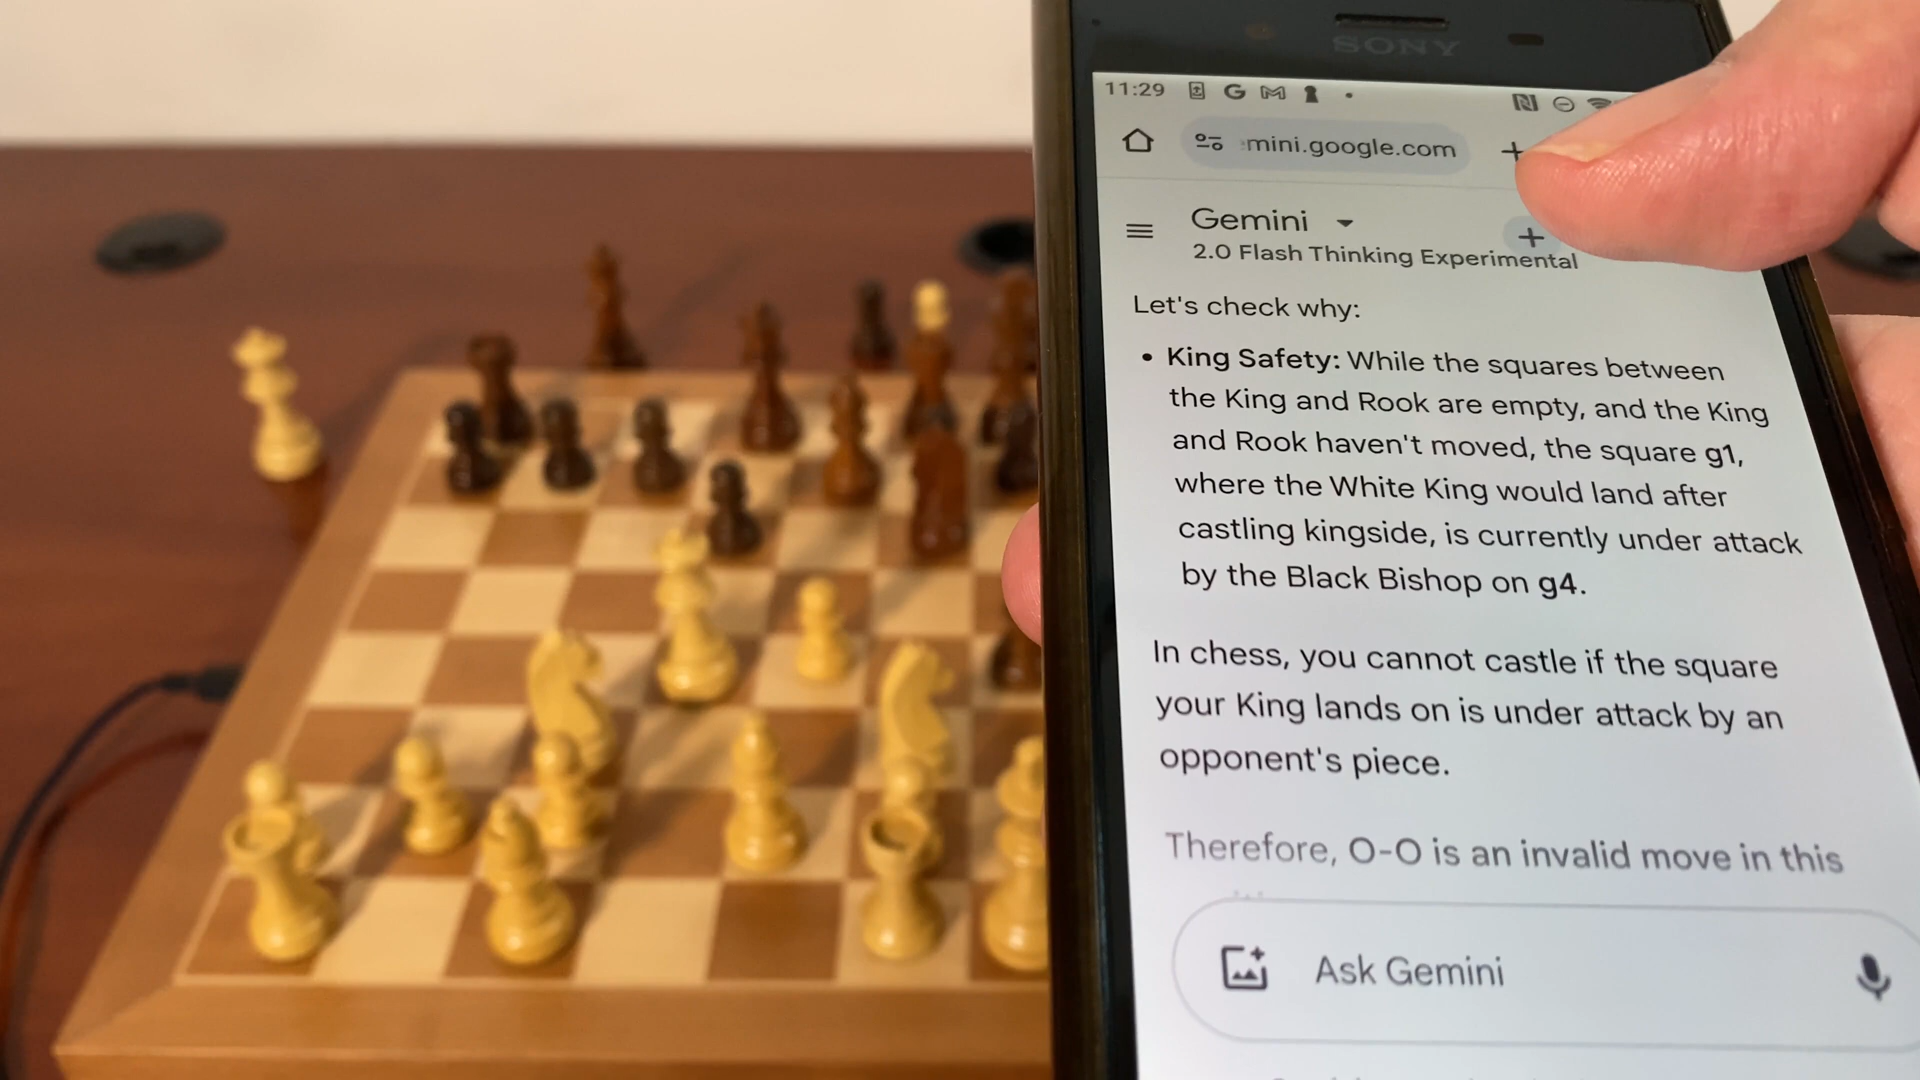 SONY
11:29
mini.google.com
Gemini
2.0 Flash Thinking Experimental
Let's check why:
• King Safety: While the squares between
the King and Rook are empty, and the King
and Rook haven't moved, the square g1,
where the White King would land after
castling kingside, is currently under attack
by the Black Bishop on g4.
In chess, you cannot castle if the square
your King lands on is under attack by an
opponent's piece.
Therefore, O-O is an invalid move in this
Ask Gemini